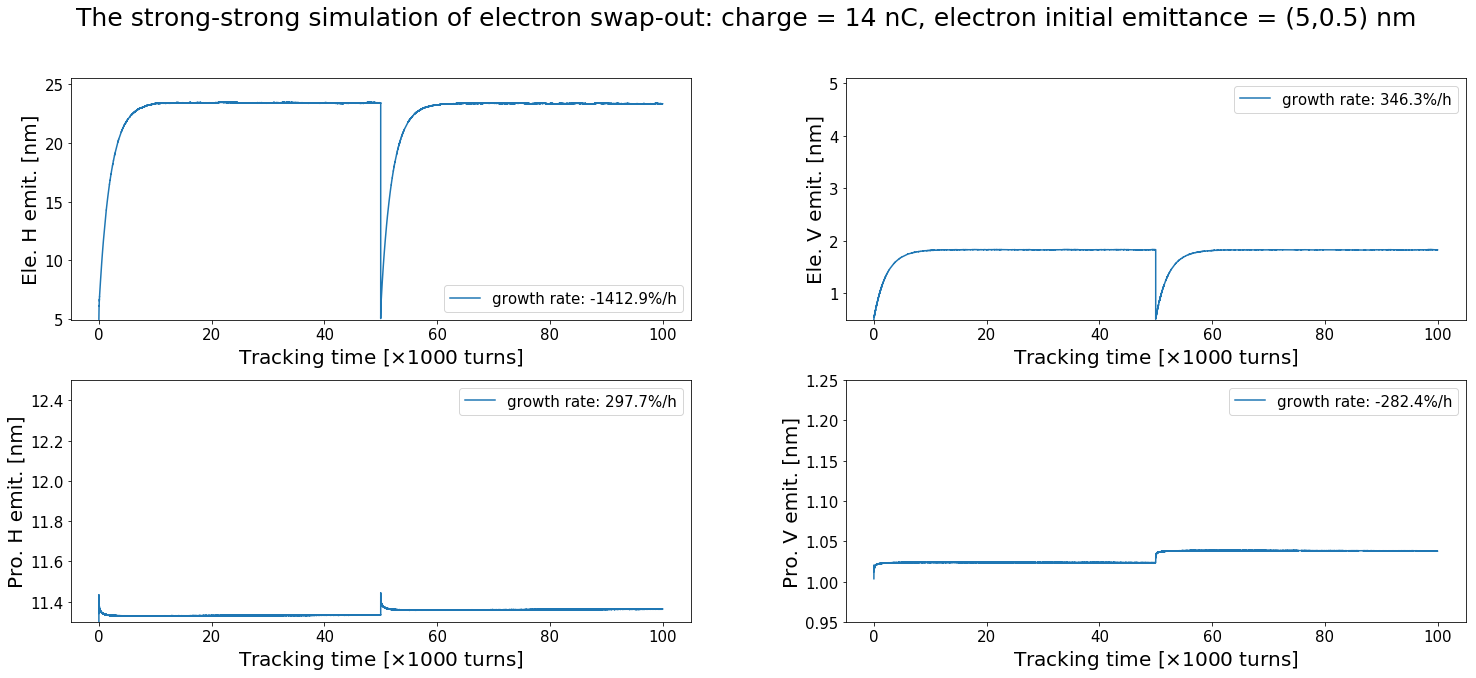 The strong-strong simulation of electron swap-out: charge = 14 nC, electron initial emittance = (5,0.5) nm
Ele. H emit. [nm]
25
20
15
10
5
growth rate: -1412.9%/h
0 20 40 60 80 100
Tracking time [×1000 turns]
Ele. V emit. [nm]
5
4
3
2
1
growth rate: 346.3%/h
0 20 40 60 80 100
Tracking time [×1000 turns]
Pro. H emit. [nm]
12.4
12.2
12.0
11.8
11.6
11.4
growth rate: 297.7%/h
0 20 40 60 80 100
Tracking time [×1000 turns]
Pro. V emit. [nm]
1.25
1.20
1.15
1.10
1.05
1.00
0.95
growth rate: -282.4%/h
0 20 40 60 80 100
Tracking time [×1000 turns]